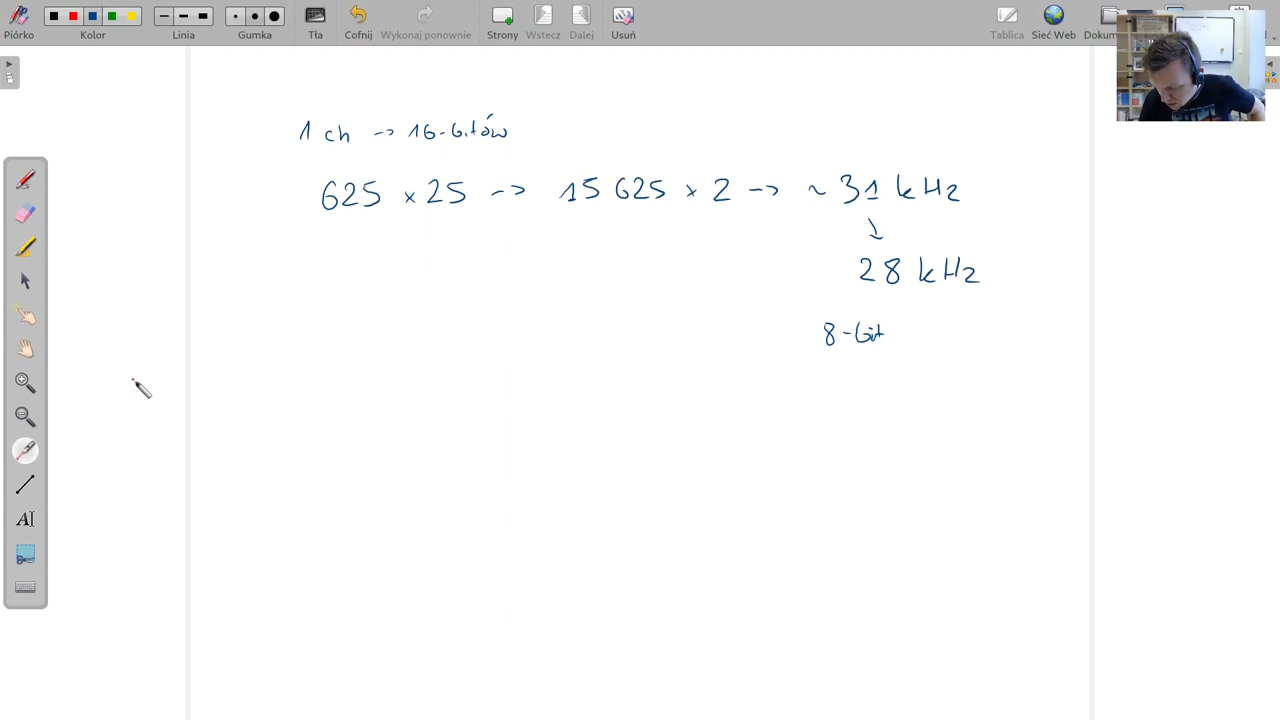 Piórko Kolor Linia Gumka Tła Cofnij Wykonaj ponownie Strony Wstecz Dalej Usuń Tablica Sieć Web
1 ch -> 16-bitów
625 x 25 -> 15 625 x 2 -> ~ 31 kHz
28 kHz
8-bit
AI